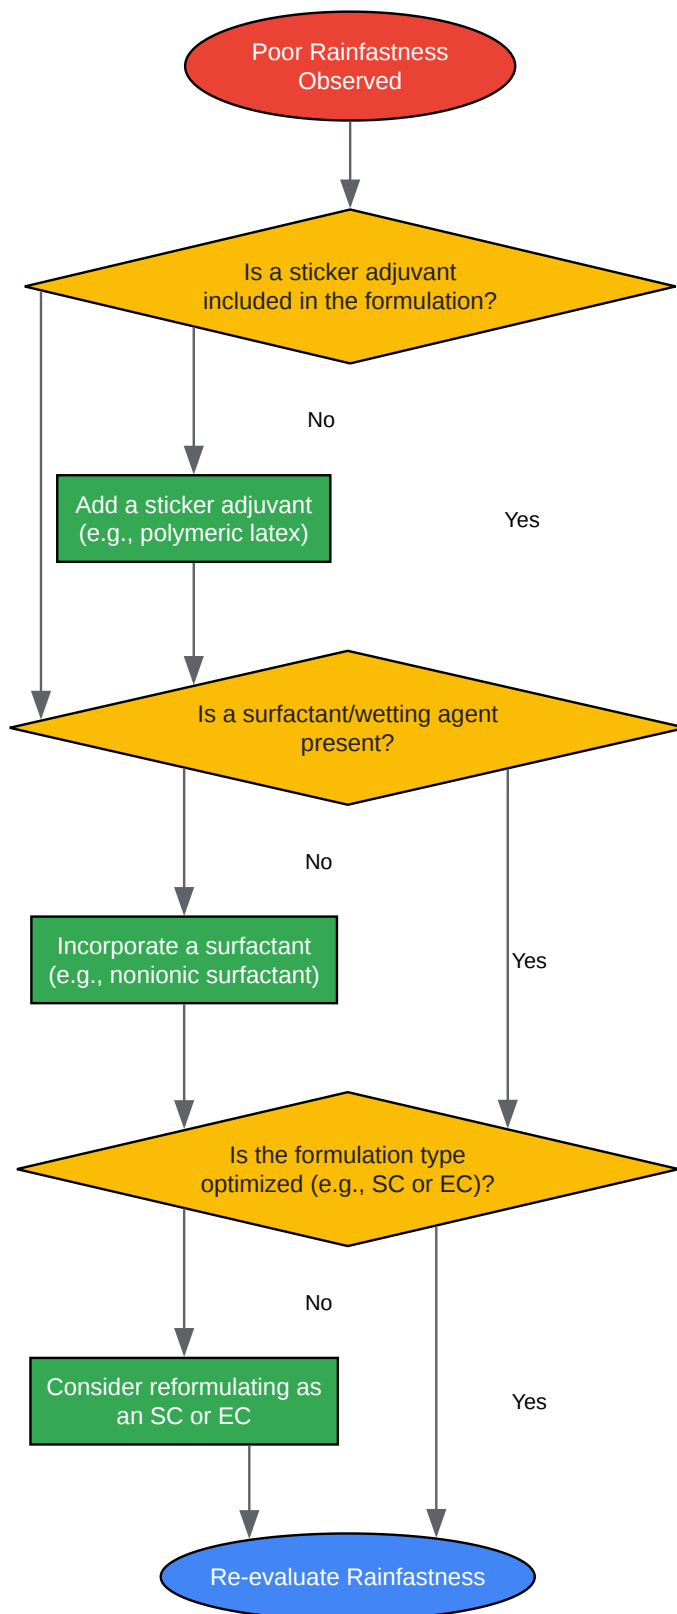 Poor Rainfastness
Observed
Is a sticker adjuvant
included in the formulation?
No
Add a sticker adjuvant
(e.g., polymeric latex)
Yes
Is a surfactant/wetting agent
present?
No
Incorporate a surfactant
(e.g., nonionic surfactant)
Yes
Is the formulation type
optimized (e.g., SC or EC)?
No
Consider reformulating as
an SC or EC
Yes
Re-evaluate Rainfastness